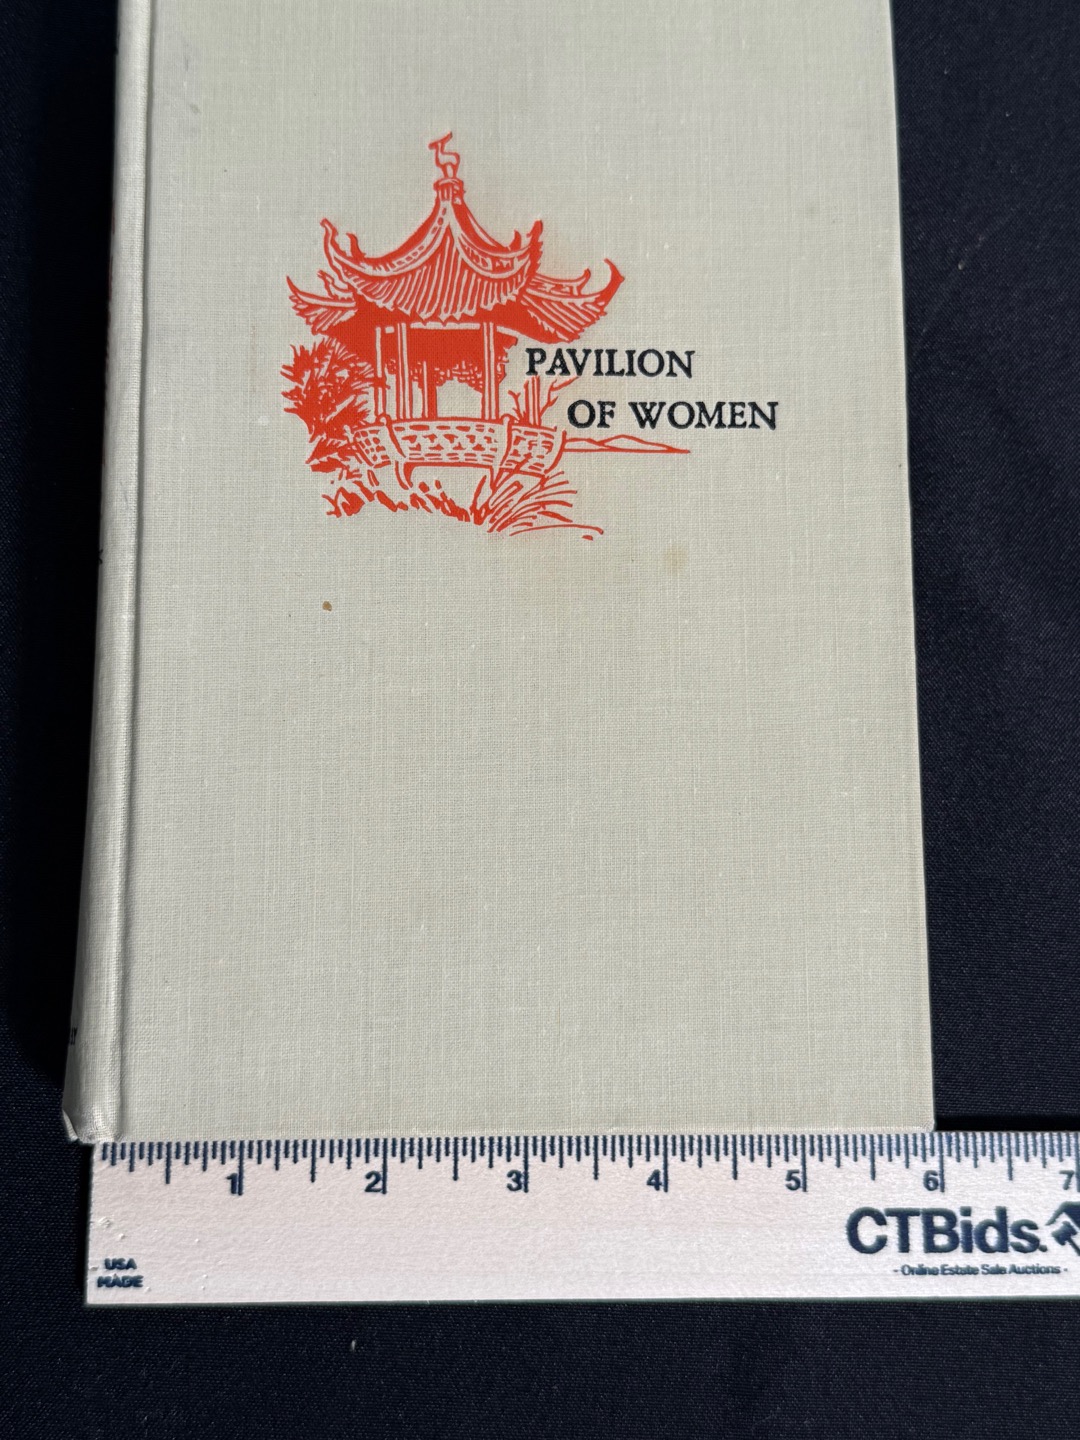 PAVILION
OF WOMEN
1 2 3 4 5 6 7
CTBids.
- Online Estate Sale Auctions -
USA
MADE